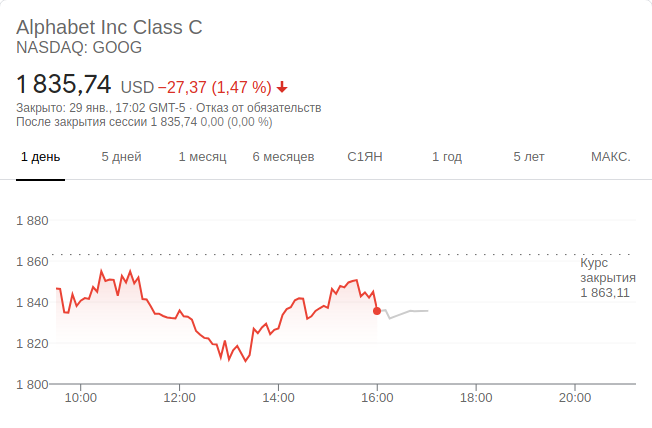 Alphabet Inc Class C
NASDAQ: GOOG
1 835,74 USD −27,37 (1,47 %)
Закрыто: 29 янв., 17:02 GMT-5 · Отказ от обязательств
После закрытия сессии 1 835,74 0,00 (0,00 %)
1 день 5 дней 1 месяц 6 месяцев С1ЯН 1 год 5 лет МАКС.
1 880
1 860
Курс
закрытия
1 863,11
1 840
1 820
1 800
10:00 12:00 14:00 16:00 18:00 20:00